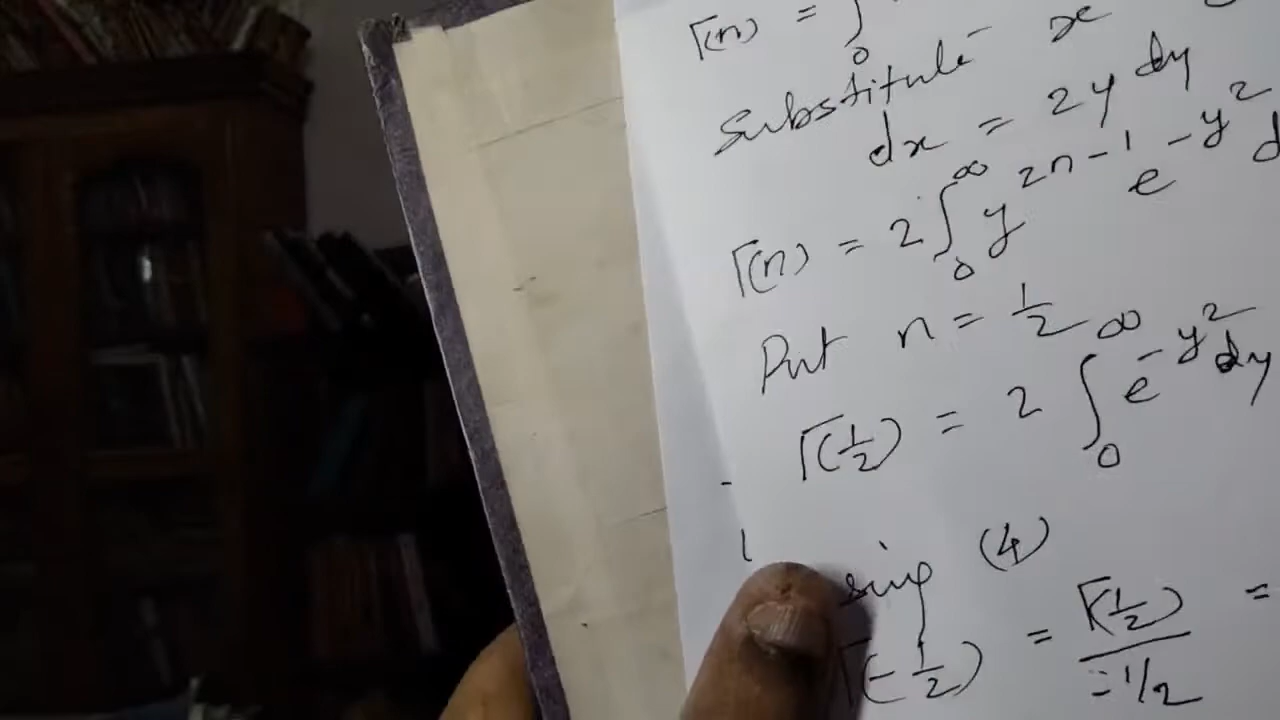 Γ(n) = ∫₀
Substitute x
dx = 2y dy
Γ(n) = 2 ∫₀^∞ y^{2n-1} e^{-y²} d
Put n = 1/2
Γ(1/2) = 2 ∫₀^∞ e^{-y²} dy
sing (4)
Γ(-1/2) = Γ(1/2) / -1/2 =